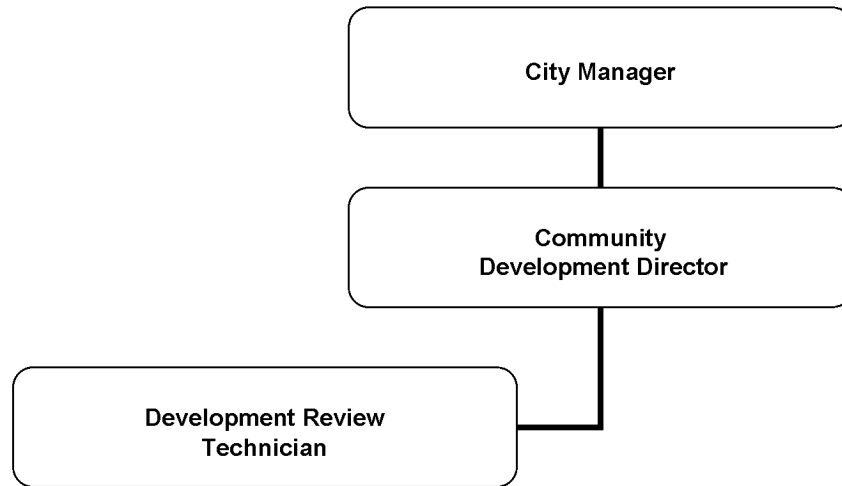 City Manager
Community
Development Director
Development Review
Technician